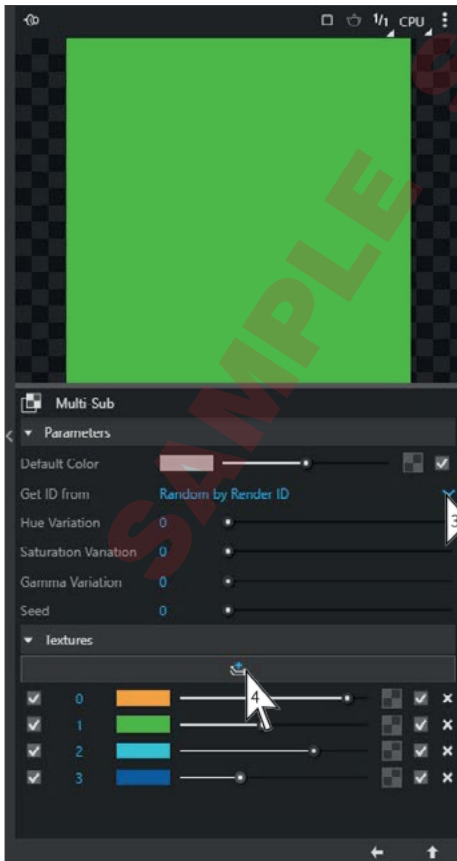 1/1 CPU
SAMPLE
Multi Sub
Parameters
Default Color
Get ID from Random by Render ID
3
Hue Variation 0
Saturation Variation 0
Gamma Variation 0
Seed 0
Textures
4
0
1
2
3